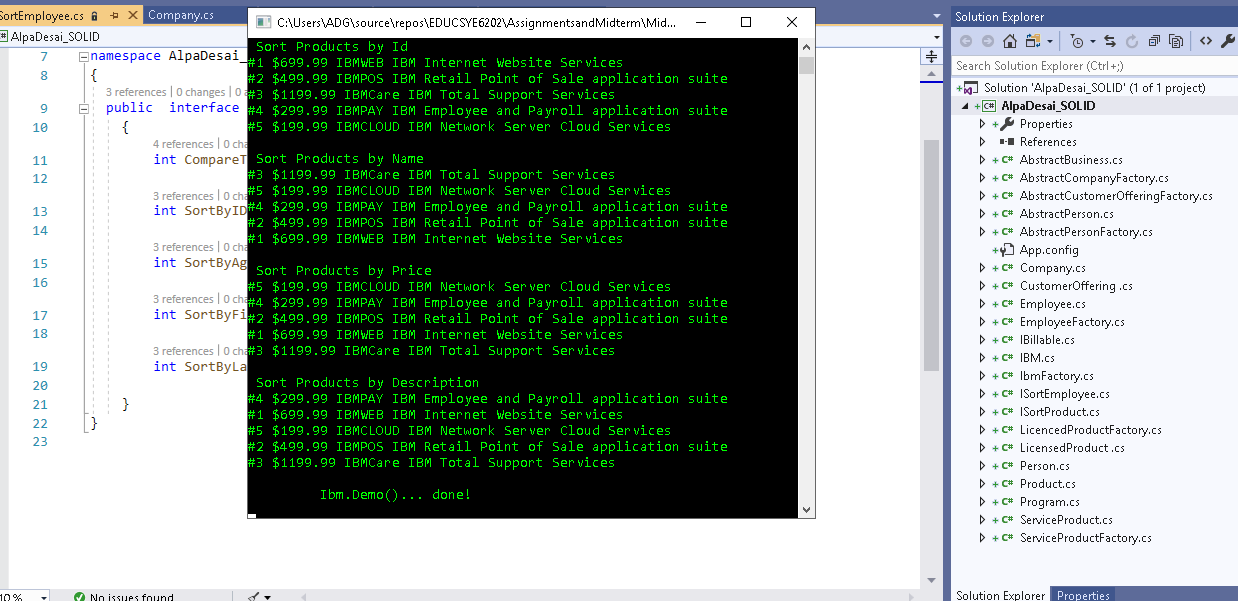 SortEmployee.cs
Company.cs
AlpaDesai_SOLID
7 namespace AlpaDesai_
8 {
3 references | 0 changes | 0
9 public interface
10 {
4 references | 0 cha
11 int CompareT
12
3 references | 0 cha
13 int SortByID
14
3 references | 0 cha
15 int SortByAg
16
3 references | 0 cha
17 int SortByFi
18
3 references | 0 cha
19 int SortByLa
20
21 }
22 }
23
10 %
No issues found
C:\Users\ADG\source\repos\EDUCSYE6202\AssignmentsandMidterm\Mid...
Sort Products by Id
#1 $699.99 IBMWEB IBM Internet Website Services
#2 $499.99 IBMPOS IBM Retail Point of Sale application suite
#3 $1199.99 IBMCare IBM Total Support Services
#4 $299.99 IBMPAY IBM Employee and Payroll application suite
#5 $199.99 IBMCLOUD IBM Network Server Cloud Services
Sort Products by Name
#3 $1199.99 IBMCare IBM Total Support Services
#5 $199.99 IBMCLOUD IBM Network Server Cloud Services
#4 $299.99 IBMPAY IBM Employee and Payroll application suite
#2 $499.99 IBMPOS IBM Retail Point of Sale application suite
#1 $699.99 IBMWEB IBM Internet Website Services
Sort Products by Price
#5 $199.99 IBMCLOUD IBM Network Server Cloud Services
#4 $299.99 IBMPAY IBM Employee and Payroll application suite
#2 $499.99 IBMPOS IBM Retail Point of Sale application suite
#1 $699.99 IBMWEB IBM Internet Website Services
#3 $1199.99 IBMCare IBM Total Support Services
Sort Products by Description
#4 $299.99 IBMPAY IBM Employee and Payroll application suite
#1 $699.99 IBMWEB IBM Internet Website Services
#5 $199.99 IBMCLOUD IBM Network Server Cloud Services
#2 $499.99 IBMPOS IBM Retail Point of Sale application suite
#3 $1199.99 IBMCare IBM Total Support Services
Ibm.Demo()... done!
Solution Explorer
Search Solution Explorer (Ctrl+;)
Solution 'AlpaDesai_SOLID' (1 of 1 project)
C# AlpaDesai_SOLID
Properties
References
C# AbstractBusiness.cs
C# AbstractCompanyFactory.cs
C# AbstractCustomerOfferingFactory.cs
C# AbstractPerson.cs
C# AbstractPersonFactory.cs
App.config
C# Company.cs
C# CustomerOffering .cs
C# Employee.cs
C# EmployeeFactory.cs
C# IBillable.cs
C# IBM.cs
C# IbmFactory.cs
C# ISortEmployee.cs
C# ISortProduct.cs
C# LicencedProductFactory.cs
C# LicensedProduct .cs
C# Person.cs
C# Product.cs
C# Program.cs
C# ServiceProduct.cs
C# ServiceProductFactory.cs
Solution Explorer
Properties